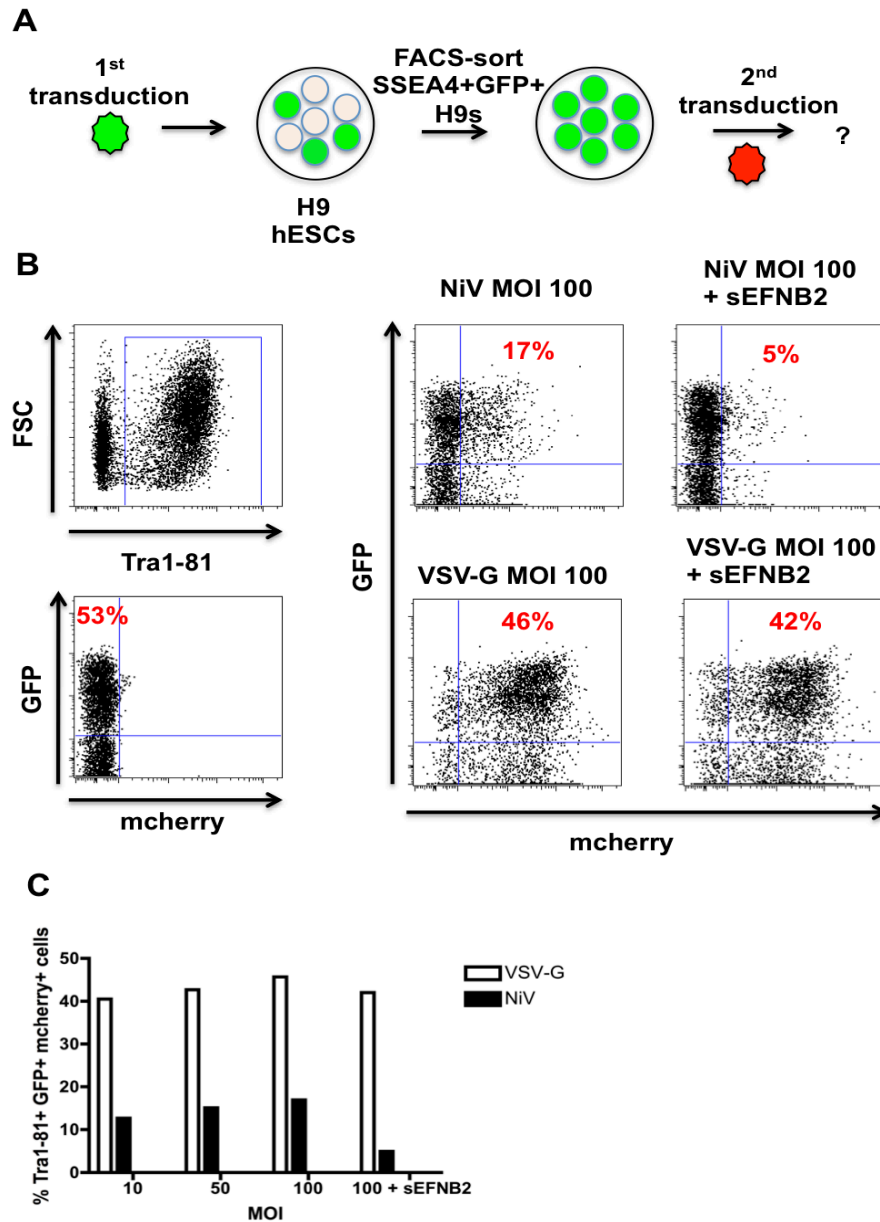 A
1st
transduction
H9
hESCs
FACS-sort
SSEA4+GFP+
H9s
2nd
transduction
?
B
FSC
Tra1-81
53%
GFP
mcherry
NiV MOI 100
17%
NiV MOI 100
+ sEFNB2
5%
VSV-G MOI 100
46%
VSV-G MOI 100
+ sEFNB2
42%
GFP
mcherry
C
% Tra1-81+ GFP+ mcherry+ cells
50
40
30
20
10
0
10 50 100 100 + sEFNB2
MOI
VSV-G
NiV